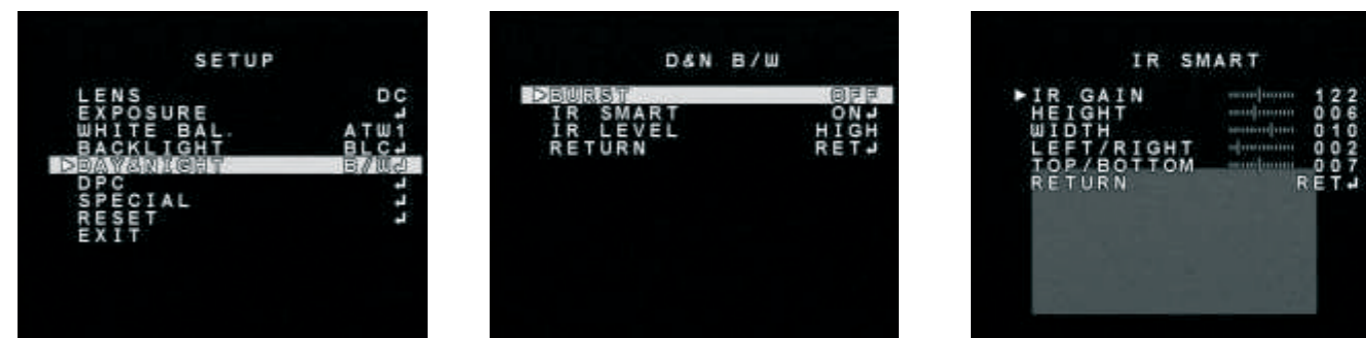 SETUP
LENS DC
EXPOSURE ↲
WHITE BAL. ATW1
BACKLIGHT BLC↲
▷DAY&NIGHT B/W↲
DPC ↲
SPECIAL ↲
RESET ↲
EXIT
D&N B/W
▷BURST OFF
IR SMART ON↲
IR LEVEL HIGH
RETURN RET↲
IR SMART
►IR GAIN 122
HEIGHT 006
WIDTH 010
LEFT/RIGHT 002
TOP/BOTTOM 007
RETURN RET↲